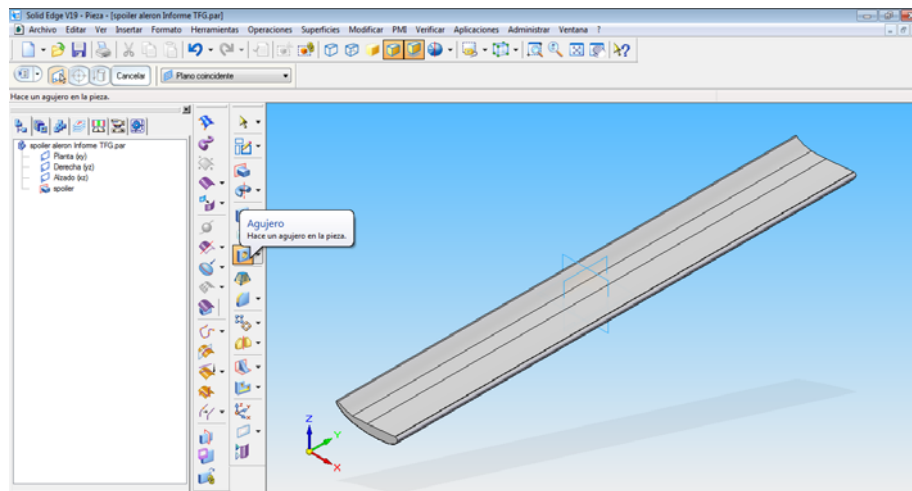 Solid Edge V19 - Pieza - [spoiler aleron Informe TFG.par]
Archivo Editar Ver Insertar Formato Herramientas Operaciones Superficies Modificar PMI Verificar Aplicaciones Administrar Ventana ?
Cancelar Plano coincidente
Hace un agujero en la pieza.
spoiler aleron Informe TFG.par
Planta (xy)
Derecha (yz)
Alzado (xz)
spoiler
Agujero
Hace un agujero en la pieza.
Z
Y
X